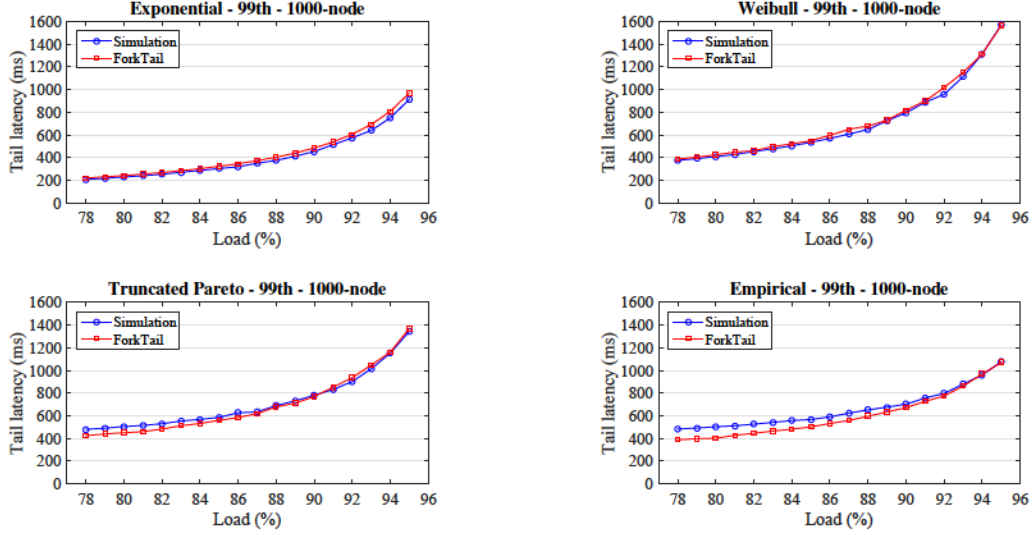 Exponential - 99th - 1000-node
1600
1400
1200
1000
800
600
400
200
0
Tail latency (ms)
Simulation
ForkTail
78 80 82 84 86 88 90 92 94 96
Load (%)
Weibull - 99th - 1000-node
1600
1400
1200
1000
800
600
400
200
0
Tail latency (ms)
Simulation
ForkTail
78 80 82 84 86 88 90 92 94 96
Load (%)
Truncated Pareto - 99th - 1000-node
1600
1400
1200
1000
800
600
400
200
0
Tail latency (ms)
Simulation
ForkTail
78 80 82 84 86 88 90 92 94 96
Load (%)
Empirical - 99th - 1000-node
1600
1400
1200
1000
800
600
400
200
0
Tail latency (ms)
Simulation
ForkTail
78 80 82 84 86 88 90 92 94 96
Load (%)